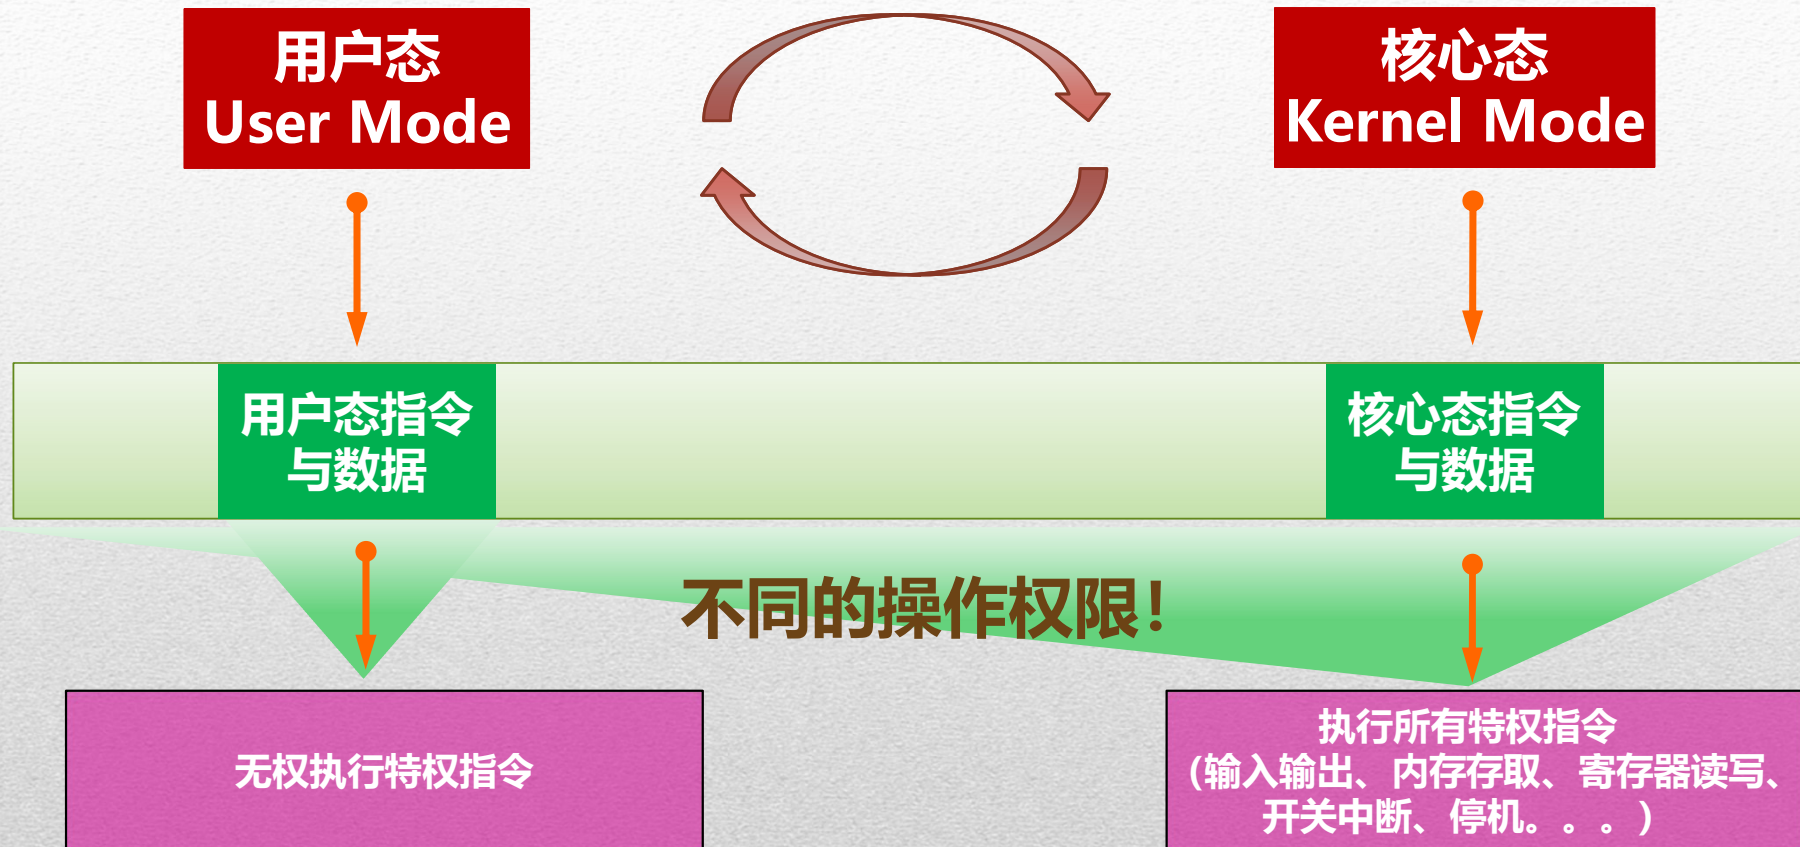 用户态
User Mode
核心态
Kernel Mode
用户态指令
与数据
核心态指令
与数据
不同的操作权限！
无权执行特权指令
执行所有特权指令
（输入输出、内存存取、寄存器读写、
开关中断、停机。。。）